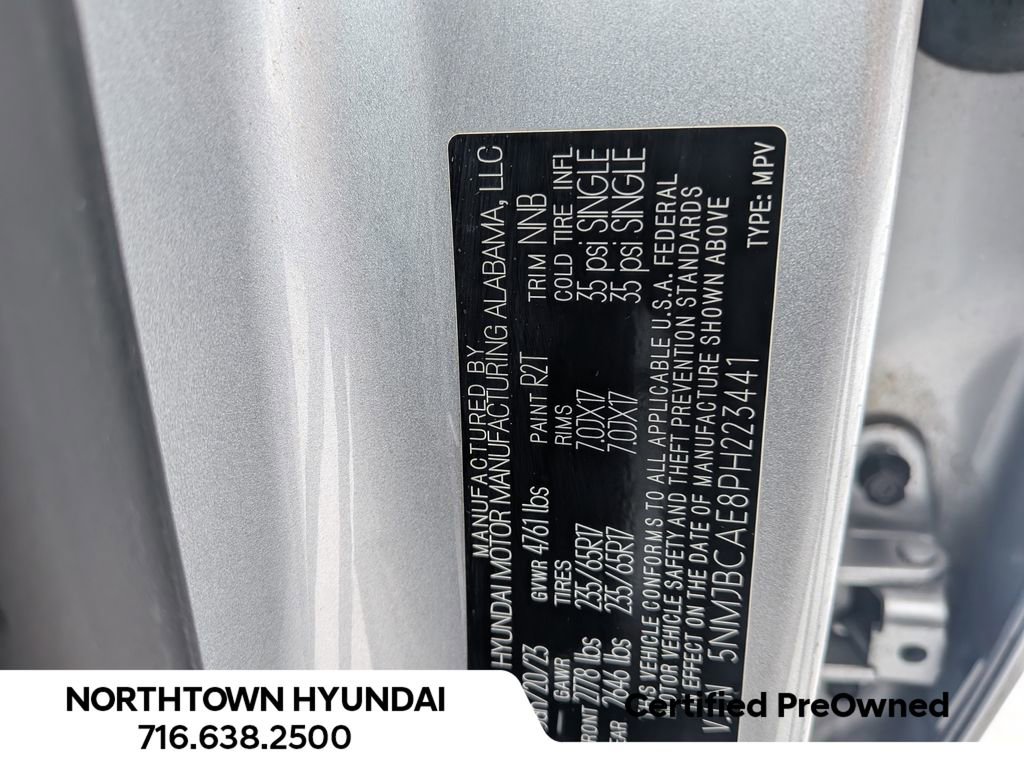 MANUFACTURED BY
HYUNDAI MOTOR MANUFACTURING ALABAMA, LLC
/20/23 GVWR 4761 lbs PAINT R2T TRIM NNB
GAWR TIRES RIMS COLD TIRE INFL
2778 lbs 235/65R17 7.0JX17 35 psi SINGLE
2646 lbs 235/65R17 7.0JX17 35 psi SINGLE
VEHICLE CONFORMS TO ALL APPLICABLE U.S.A. FEDERAL
MOTOR VEHICLE SAFETY AND THEFT PREVENTION STANDARDS
EFFECT ON THE DATE OF MANUFACTURE SHOWN ABOVE
5NMJBCAE8PH223441 TYPE: MPV
NORTHTOWN HYUNDAI
716.638.2500
Certified PreOwned